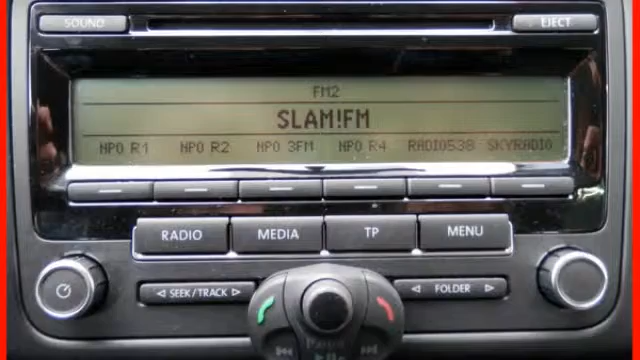 SOUND EJECT
FM2
SLAM!FM
NPO R1 NPO R2 NPO 3FM NPO R4 RADIO538 SKYRADIO
RADIO MEDIA TP MENU
SEEK/TRACK FOLDER